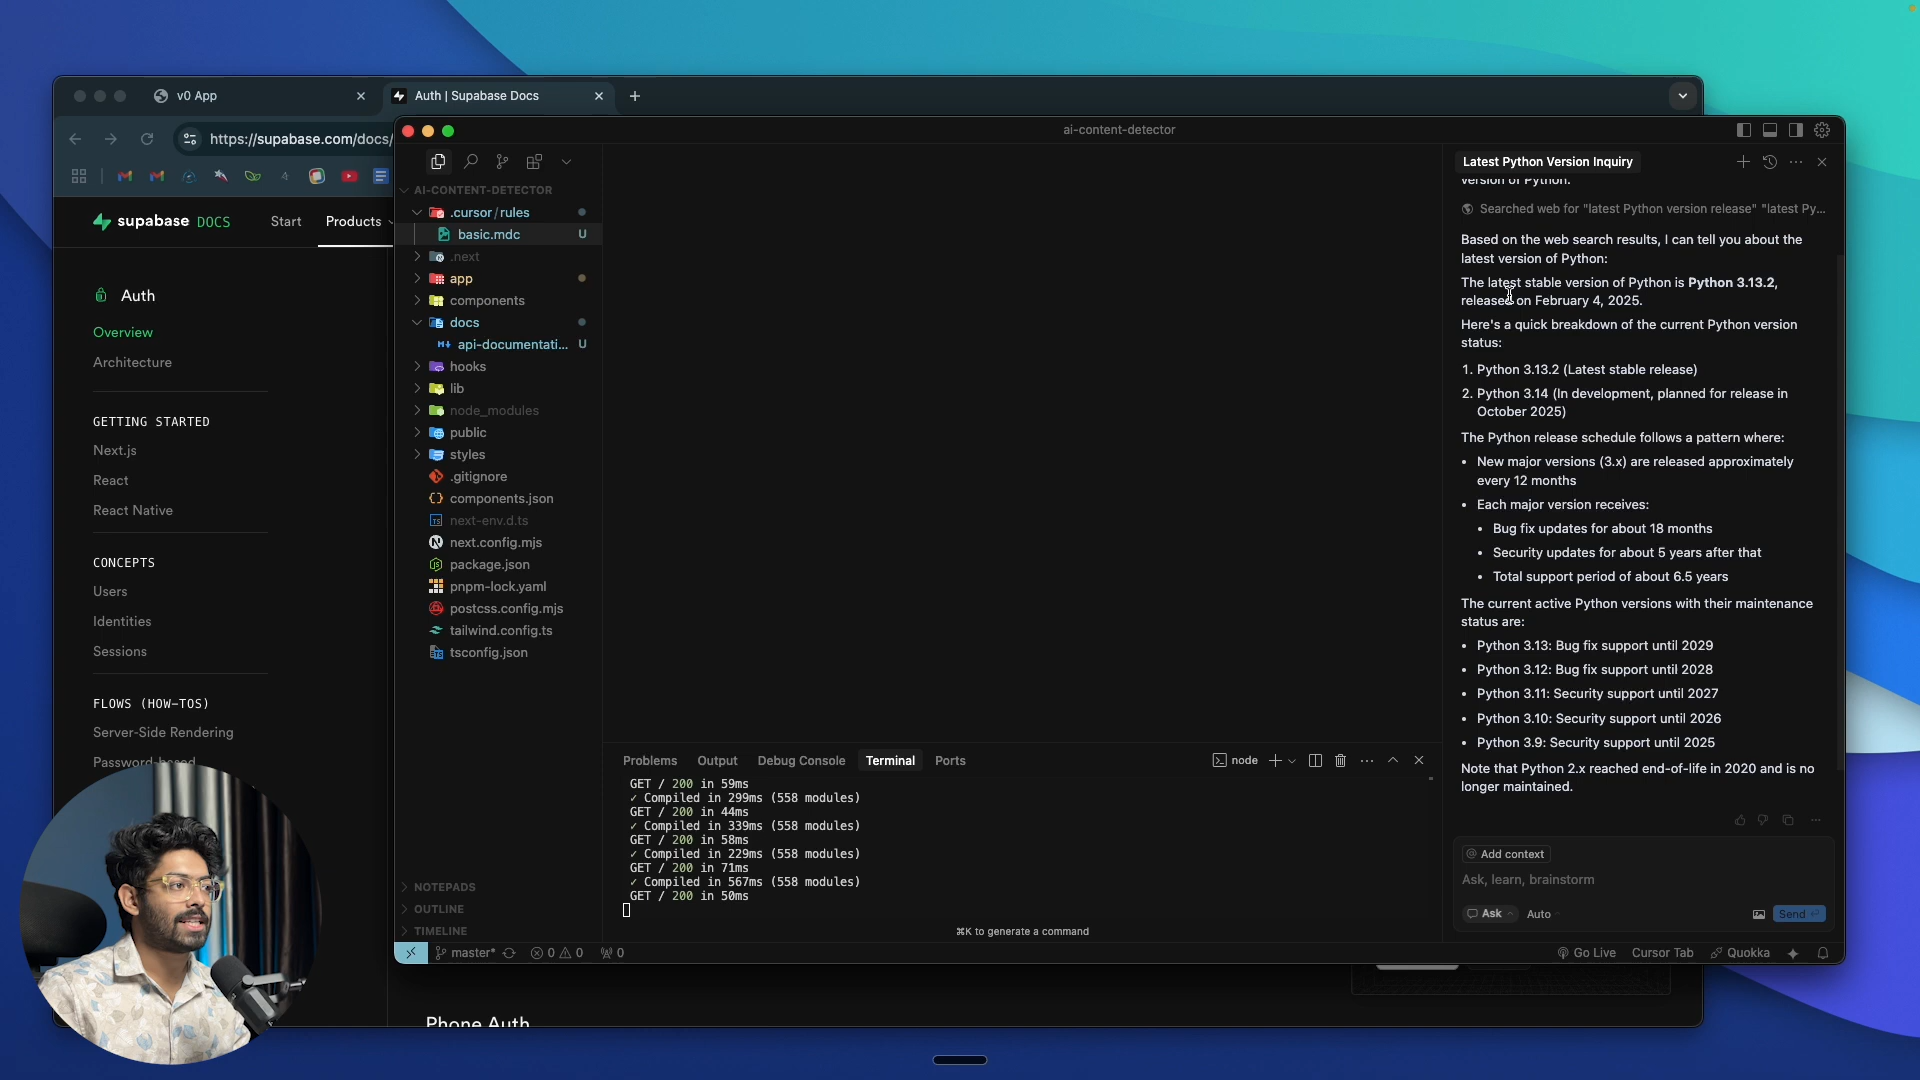 v0 App
Auth | Supabase Docs
https://supabase.com/docs/
supabase DOCS
Start
Products
Auth
Overview
Architecture
GETTING STARTED
Next.js
React
React Native
CONCEPTS
Users
Identities
Sessions
FLOWS (HOW-TOS)
Server-Side Rendering
Password-based
Phone Auth
ai-content-detector
AI-CONTENT-DETECTOR
.cursor/rules
basic.mdc U
.next
app
components
docs
api-documentati... U
hooks
lib
node_modules
public
styles
.gitignore
components.json
next-env.d.ts
next.config.mjs
package.json
pnpm-lock.yaml
postcss.config.mjs
tailwind.config.ts
tsconfig.json
NOTEPADS
OUTLINE
TIMELINE
Problems Output Debug Console Terminal Ports
node
GET / 200 in 59ms
✓ Compiled in 299ms (558 modules)
GET / 200 in 44ms
✓ Compiled in 339ms (558 modules)
GET / 200 in 58ms
✓ Compiled in 229ms (558 modules)
GET / 200 in 71ms
✓ Compiled in 567ms (558 modules)
GET / 200 in 50ms
⌘K to generate a command
Latest Python Version Inquiry
version of Python.
Searched web for "latest Python version release" "latest Py...
Based on the web search results, I can tell you about the
latest version of Python:
The latest stable version of Python is Python 3.13.2,
released on February 4, 2025.
Here's a quick breakdown of the current Python version
status:
1. Python 3.13.2 (Latest stable release)
2. Python 3.14 (In development, planned for release in
October 2025)
The Python release schedule follows a pattern where:
• New major versions (3.x) are released approximately
every 12 months
• Each major version receives:
• Bug fix updates for about 18 months
• Security updates for about 5 years after that
• Total support period of about 6.5 years
The current active Python versions with their maintenance
status are:
• Python 3.13: Bug fix support until 2029
• Python 3.12: Bug fix support until 2028
• Python 3.11: Security support until 2027
• Python 3.10: Security support until 2026
• Python 3.9: Security support until 2025
Note that Python 2.x reached end-of-life in 2020 and is no
longer maintained.
@ Add context
Ask, learn, brainstorm
Ask
Auto
Send
master*
0
0
0
Go Live
Cursor Tab
Quokka